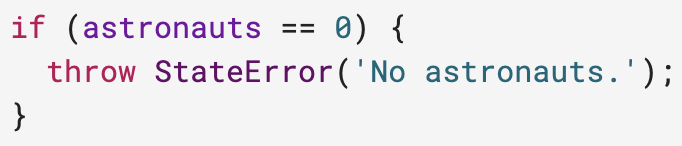 if (astronauts == 0) {
  throw StateError('No astronauts.');
}